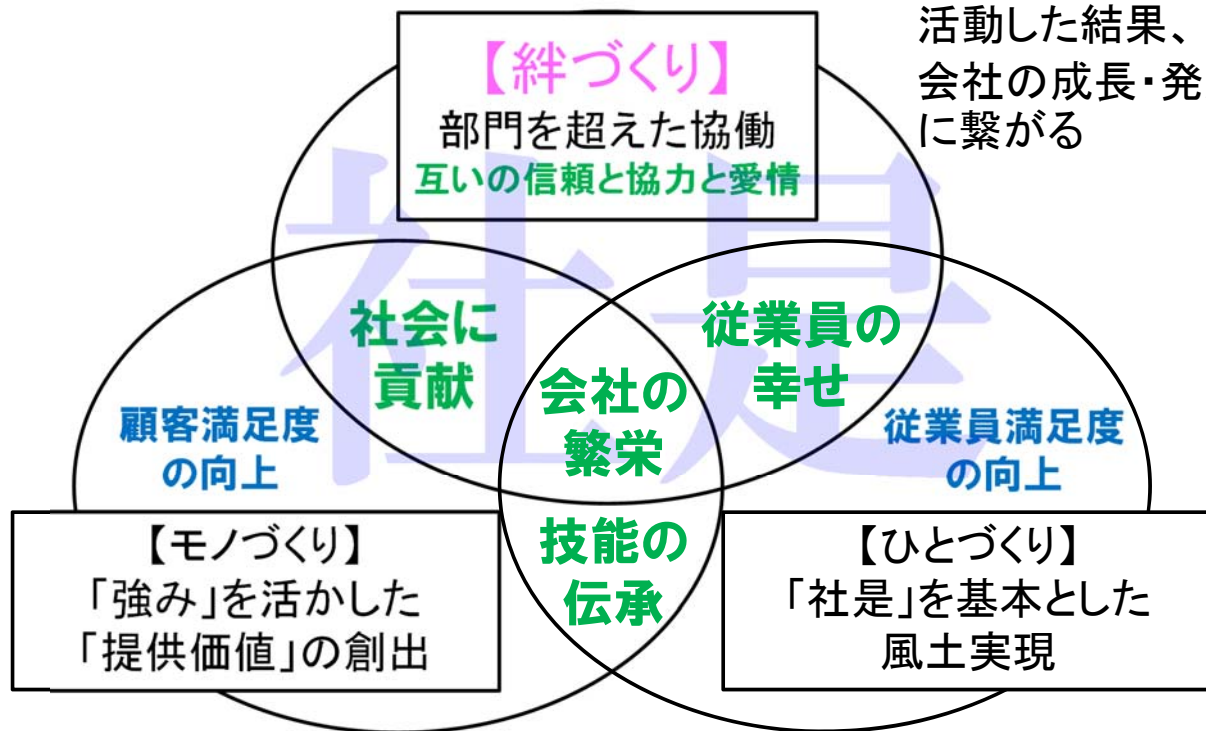 活動した結果、
会社の成長・発
に繋がる
【絆づくり】
部門を超えた協働
互いの信頼と協力と愛情
社是
社会に
貢献
従業員の
幸せ
会社の
繁栄
顧客満足度
の向上
従業員満足度
の向上
技能の
伝承
【モノづくり】
「強み」を活かした
「提供価値」の創出
【ひとづくり】
「社是」を基本とした
風土実現